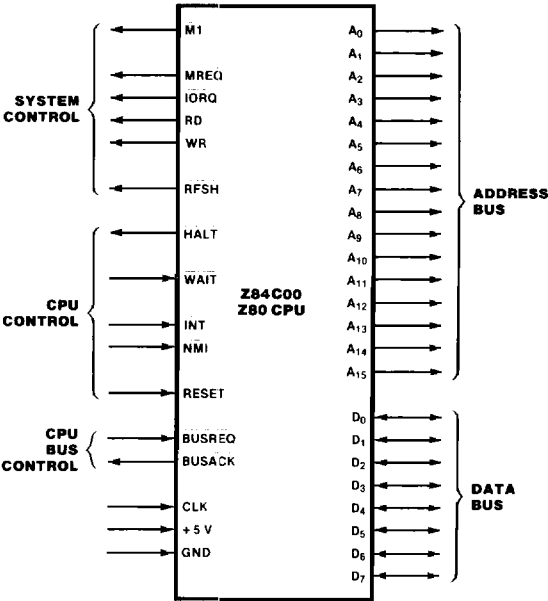 SYSTEM
CONTROL
M1
MREQ
IORQ
RD
WR
RFSH
CPU
CONTROL
HALT
WAIT
INT
NMI
RESET
CPU
BUS
CONTROL
BUSREQ
BUSACK
CLK
+5 V
GND
Z84C00
Z80 CPU
A0
A1
A2
A3
A4
A5
A6
A7
A8
A9
A10
A11
A12
A13
A14
A15
ADDRESS
BUS
D0
D1
D2
D3
D4
D5
D6
D7
DATA
BUS